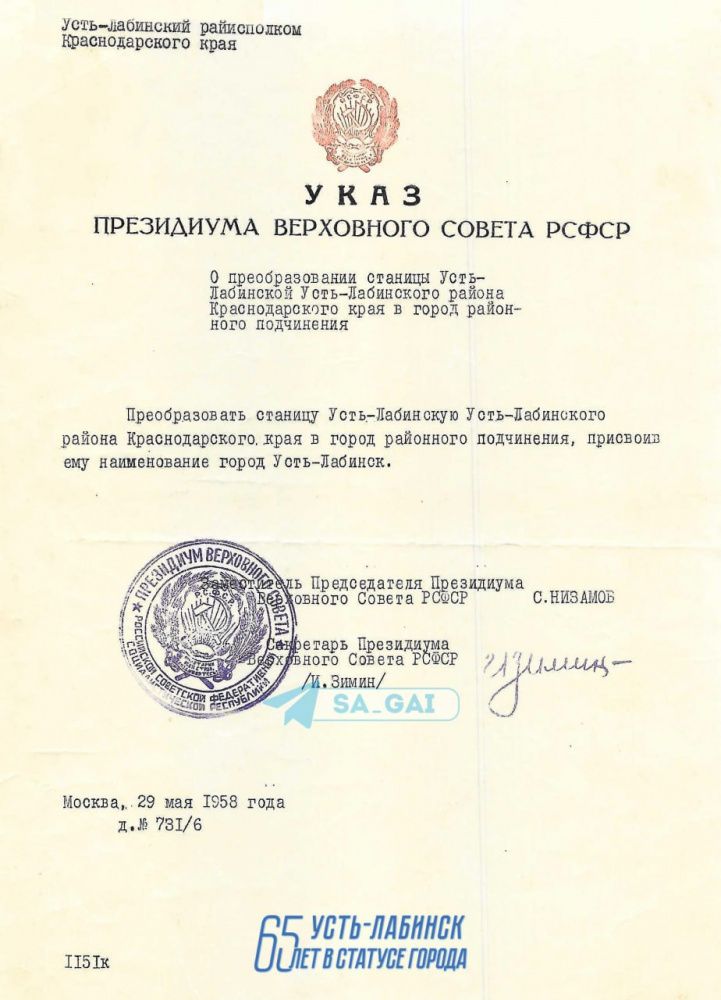 Усть-Лабинский райисполком
Краснодарского края
УКАЗ
ПРЕЗИДИУМА ВЕРХОВНОГО СОВЕТА РСФСР
О преобразовании станицы Усть-
Лабинской Усть-Лабинского района
Краснодарского края в город район-
ного подчинения
Преобразовать станицу Усть-Лабинскую Усть-Лабинского
района Краснодарского края в город районного подчинения, присвоив
ему наименование город Усть-Лабинск.
ПРЕЗИДИУМ ВЕРХОВНОГО СОВЕТА
РОССИЙСКОЙ СОВЕТСКОЙ ФЕДЕРАТИВНОЙ
СОЦИАЛИСТИЧЕСКОЙ РЕСПУБЛИКИ
Заместитель Председателя Президиума
Верховного Совета РСФСР С.НИЗАМОВ
Секретарь Президиума
Верховного Совета РСФСР
/И.Зимин/
SA_GAI
Москва, 29 мая 1958 года
д.№ 731/6
65 УСТЬ-ЛАБИНСК
ЛЕТ В СТАТУСЕ ГОРОДА
1151к